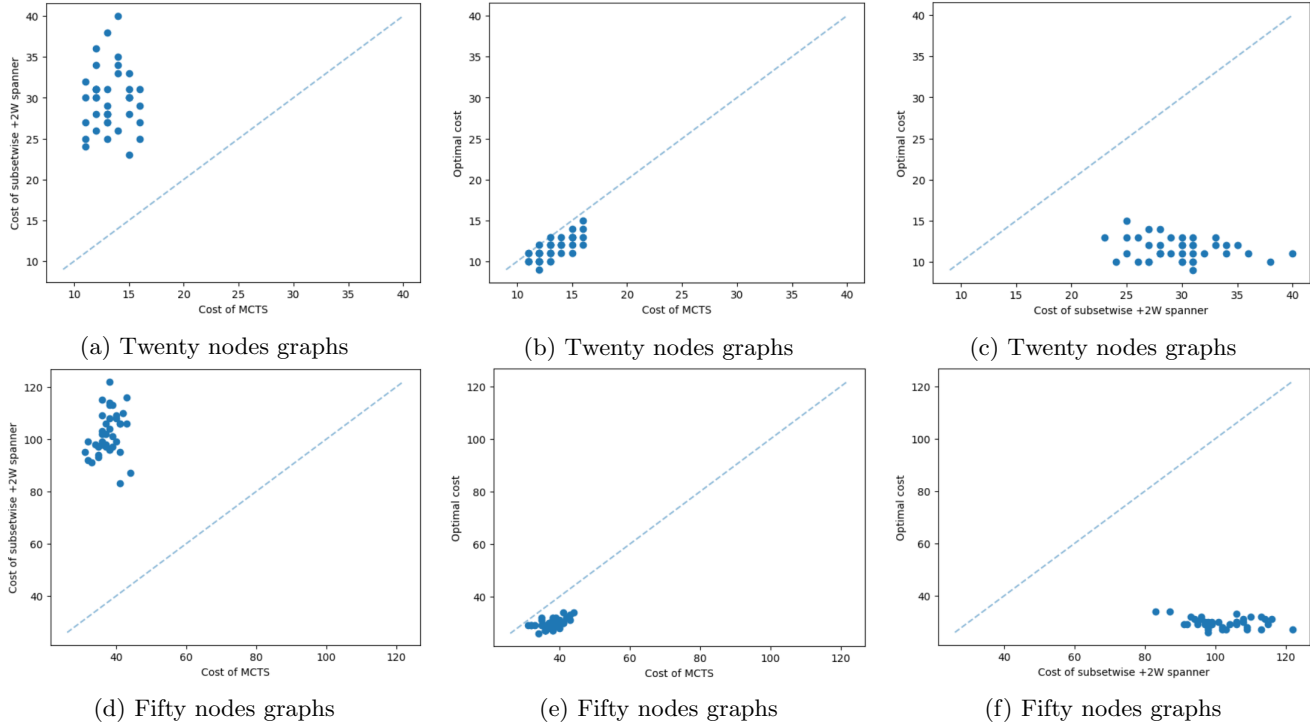 40
35
30
25
20
15
10
Cost of subsetwise +2W spanner
10 15 20 25 30 35 40
Cost of MCTS
(a) Twenty nodes graphs
40
35
30
25
20
15
10
Optimal cost
10 15 20 25 30 35 40
Cost of MCTS
(b) Twenty nodes graphs
40
35
30
25
20
15
10
Optimal cost
10 15 20 25 30 35 40
Cost of subsetwise +2W spanner
(c) Twenty nodes graphs
120
100
80
60
40
Cost of subsetwise +2W spanner
40 60 80 100 120
Cost of MCTS
(d) Fifty nodes graphs
120
100
80
60
40
Optimal cost
40 60 80 100 120
Cost of MCTS
(e) Fifty nodes graphs
120
100
80
60
40
Optimal cost
40 60 80 100 120
Cost of subsetwise +2W spanner
(f) Fifty nodes graphs